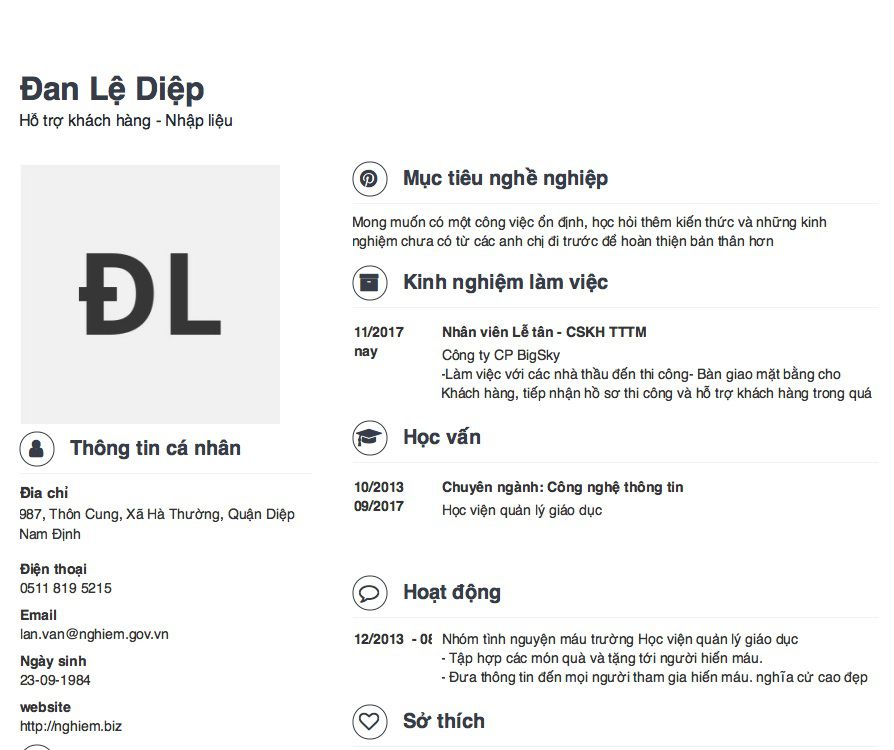 Đan Lệ Diệp
Hỗ trợ khách hàng - Nhập liệu
ĐL
Thông tin cá nhân
Đia chỉ
987, Thôn Cung, Xã Hà Thường, Quận Diệp
Nam Định
Điện thoại
0511 819 5215
Email
lan.van@nghiem.gov.vn
Ngày sinh
23-09-1984
website
http://nghiem.biz
Mục tiêu nghề nghiệp
Mong muốn có một công việc ổn định, học hỏi thêm kiến thức và những kinh
nghiệm chưa có từ các anh chị đi trước để hoàn thiện bản thân hơn
Kinh nghiệm làm việc
11/2017
nay
Nhân viên Lễ tân - CSKH TTTM
Công ty CP BigSky
-Làm việc với các nhà thầu đến thi công- Bàn giao mặt bằng cho
Khách hàng, tiếp nhận hồ sơ thi công và hỗ trợ khách hàng trong quá
Học vấn
10/2013
09/2017
Chuyên ngành: Công nghệ thông tin
Học viện quản lý giáo dục
Hoạt động
12/2013 - 08 Nhóm tình nguyện máu trường Học viện quản lý giáo dục
- Tập hợp các món quà và tặng tới người hiến máu.
- Đưa thông tin đến mọi người tham gia hiến máu. nghĩa cử cao đẹp
Sở thích